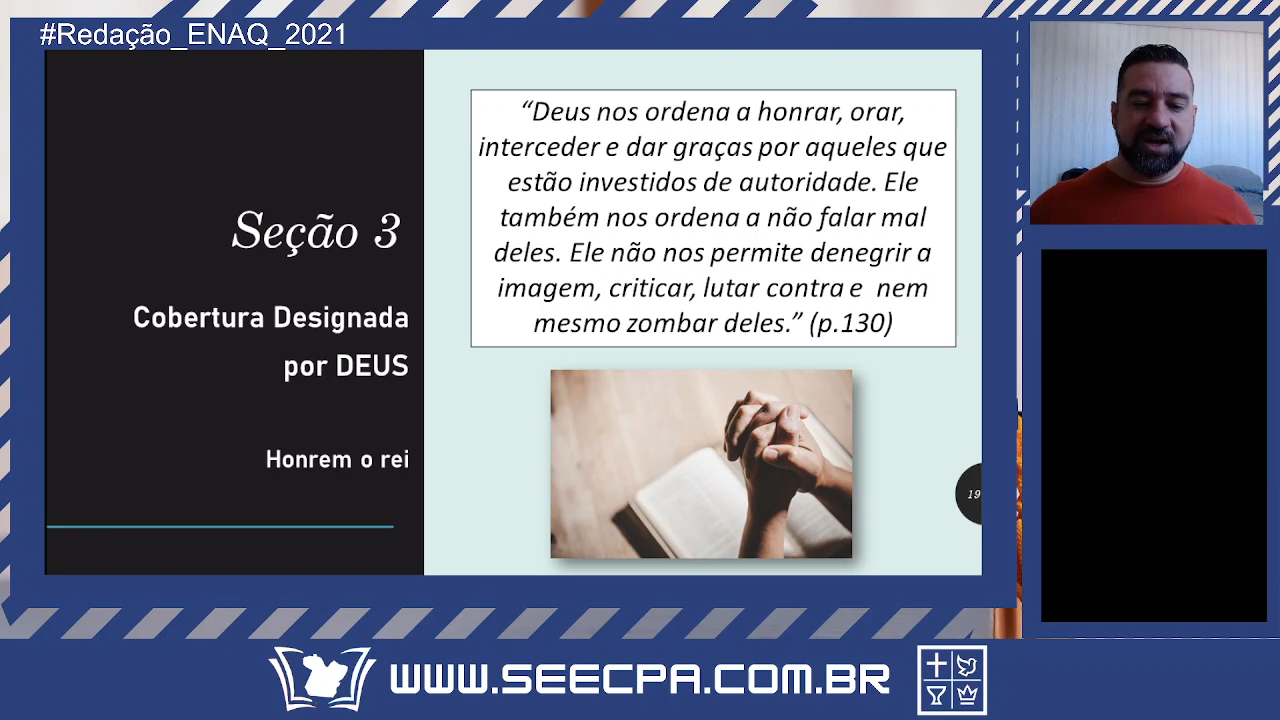 #Redação_ENAQ_2021
Seção 3
Cobertura Designada
por DEUS
Honrem o rei
“Deus nos ordena a honrar, orar,
interceder e dar graças por aqueles que
estão investidos de autoridade. Ele
também nos ordena a não falar mal
deles. Ele não nos permite denegrir a
imagem, criticar, lutar contra e nem
mesmo zombar deles.” (p.130)
19
WWW.SEECPA.COM.BR